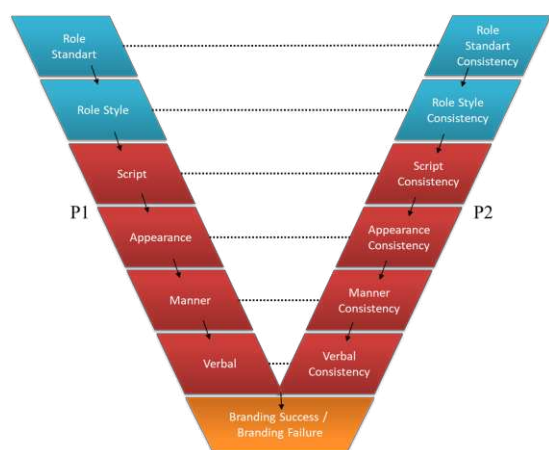 Role
Standart
Role
Standart
Consistency
Role Style
Role Style
Consistency
Script
Script
Consistency
P1
P2
Appearance
Appearance
Consistency
Manner
Manner
Consistency
Verbal
Verbal
Consistency
Branding Success /
Branding Failure